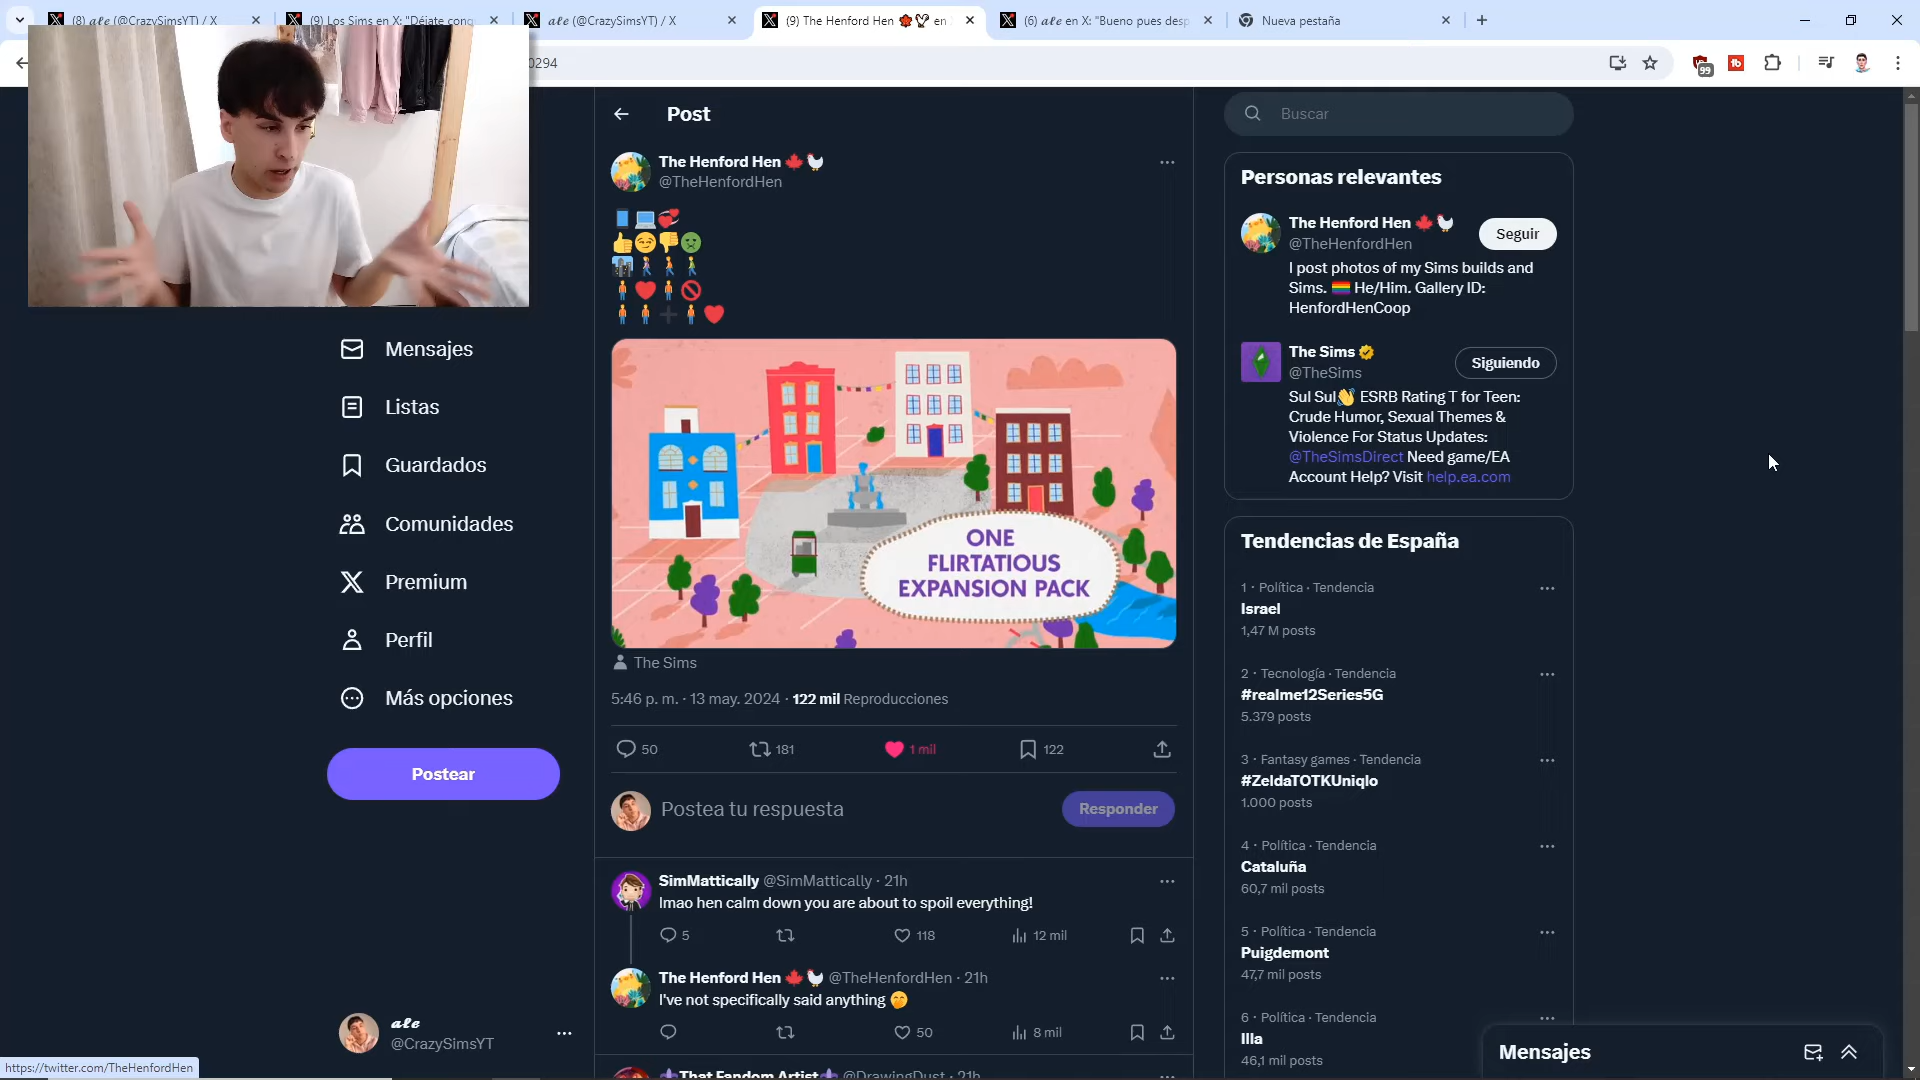 (8) 𝓪𝓵𝓮 (@CrazySimsYT) / X
(9) Los Sims en X: "Déjate conq
𝓪𝓵𝓮 (@CrazySimsYT) / X
(9) The Henford Hen 🍁🐓 en
(6) 𝓪𝓵𝓮 en X: "Bueno pues desp
Nueva pestaña
0294
99
Post
Buscar
The Henford Hen 🍁🐓
@TheHenfordHen
📱💻💞
👍😏👎🤢
🏙️🚶‍♀️🚶🚶‍♂️
🧍❤️🧍🚫
🧍🧍➕🧍❤️
ONE
FLIRTATIOUS
EXPANSION PACK
The Sims
5:46 p. m. · 13 may. 2024 · 122 mil Reproducciones
50
181
1 mil
122
Postea tu respuesta
Responder
SimMattically @SimMattically · 21h
lmao hen calm down you are about to spoil everything!
5
118
12 mil
The Henford Hen 🍁🐓 @TheHenfordHen · 21h
I've not specifically said anything 🤭
50
8 mil
⚜️That Fandom Artist⚜️ @DrawingDust · 21h
Mensajes
Listas
Guardados
Comunidades
Premium
Perfil
Más opciones
Postear
𝓪𝓵𝓮
@CrazySimsYT
https://twitter.com/TheHenfordHen
Personas relevantes
The Henford Hen 🍁🐓
@TheHenfordHen
Seguir
I post photos of my Sims builds and
Sims. 🏳️‍🌈 He/Him. Gallery ID:
HenfordHenCoop
The Sims
@TheSims
Siguiendo
Sul Sul👋 ESRB Rating T for Teen:
Crude Humor, Sexual Themes &
Violence For Status Updates:
@TheSimsDirect Need game/EA
Account Help? Visit help.ea.com
Tendencias de España
1 · Política · Tendencia
Israel
1,47 M posts
2 · Tecnología · Tendencia
#realme12Series5G
5.379 posts
3 · Fantasy games · Tendencia
#ZeldaTOTKUniqlo
1.000 posts
4 · Política · Tendencia
Cataluña
60,7 mil posts
5 · Política · Tendencia
Puigdemont
47,7 mil posts
6 · Política · Tendencia
Illa
46,1 mil posts
Mensajes